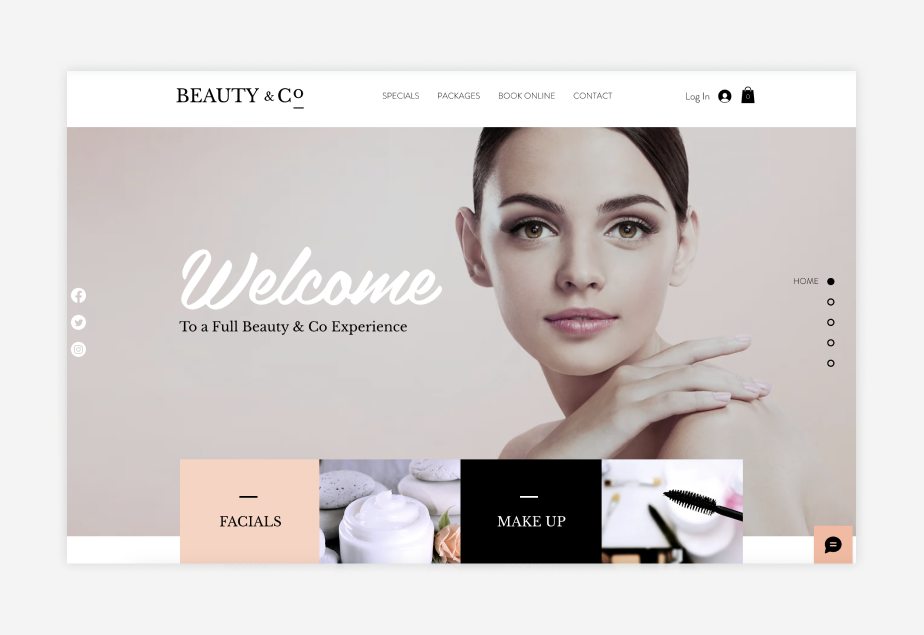 BEAUTY & Co
SPECIALS
PACKAGES
BOOK ONLINE
CONTACT
Log In
0
Welcome
To a Full Beauty & Co Experience
HOME
FACIALS
MAKE UP